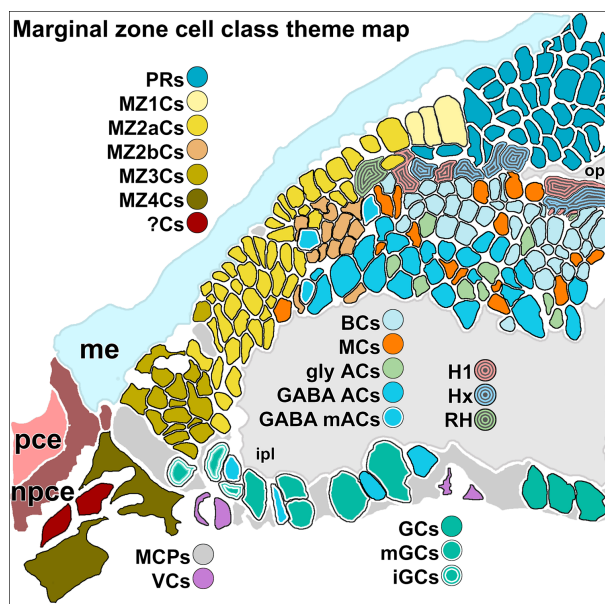 Marginal zone cell class theme map
PRs
MZ1Cs
MZ2aCs
MZ2bCs
MZ3Cs
MZ4Cs
?Cs
op
me
BCs
MCs
gly ACs
GABA ACs
GABA mACs
H1
Hx
RH
pce
npce
ipl
MCPs
VCs
GCs
mGCs
iGCs